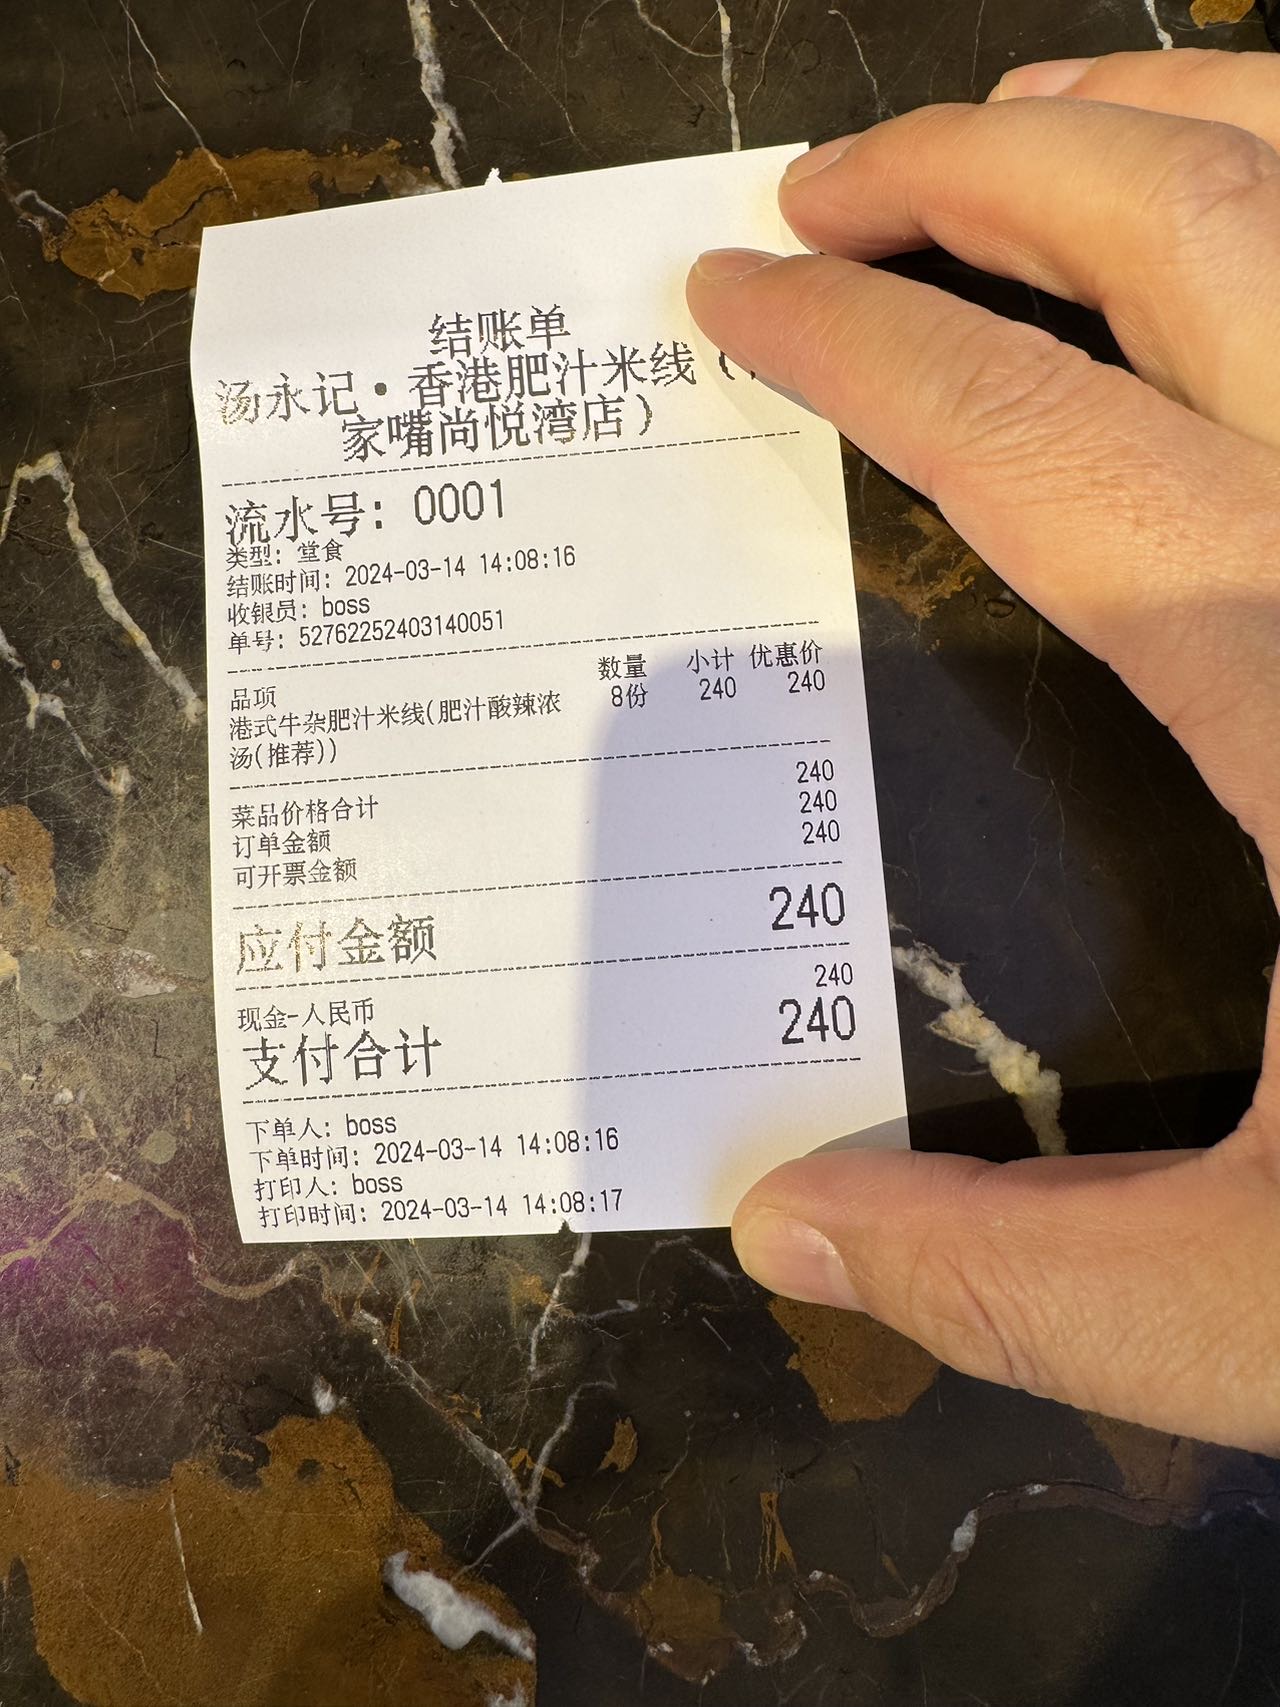 结账单
汤永记·香港肥汁米线（
家嘴尚悦湾店）
流水号: 0001
类型: 堂食
结账时间: 2024-03-14 14:08:16
收银员: boss
单号: 52762252403140051
品项 数量 小计 优惠价
港式牛杂肥汁米线(肥汁酸辣浓 8份 240 240
汤(推荐))
菜品价格合计 240
订单金额 240
可开票金额 240
应付金额 240
现金-人民币 240
支付合计 240
下单人: boss
下单时间: 2024-03-14 14:08:16
打印人: boss
打印时间: 2024-03-14 14:08:17